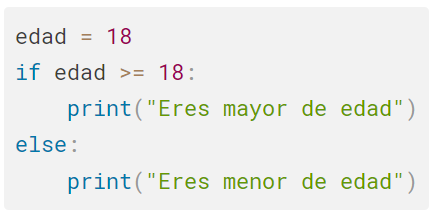 edad = 18
if edad >= 18:
    print("Eres mayor de edad")
else:
    print("Eres menor de edad")